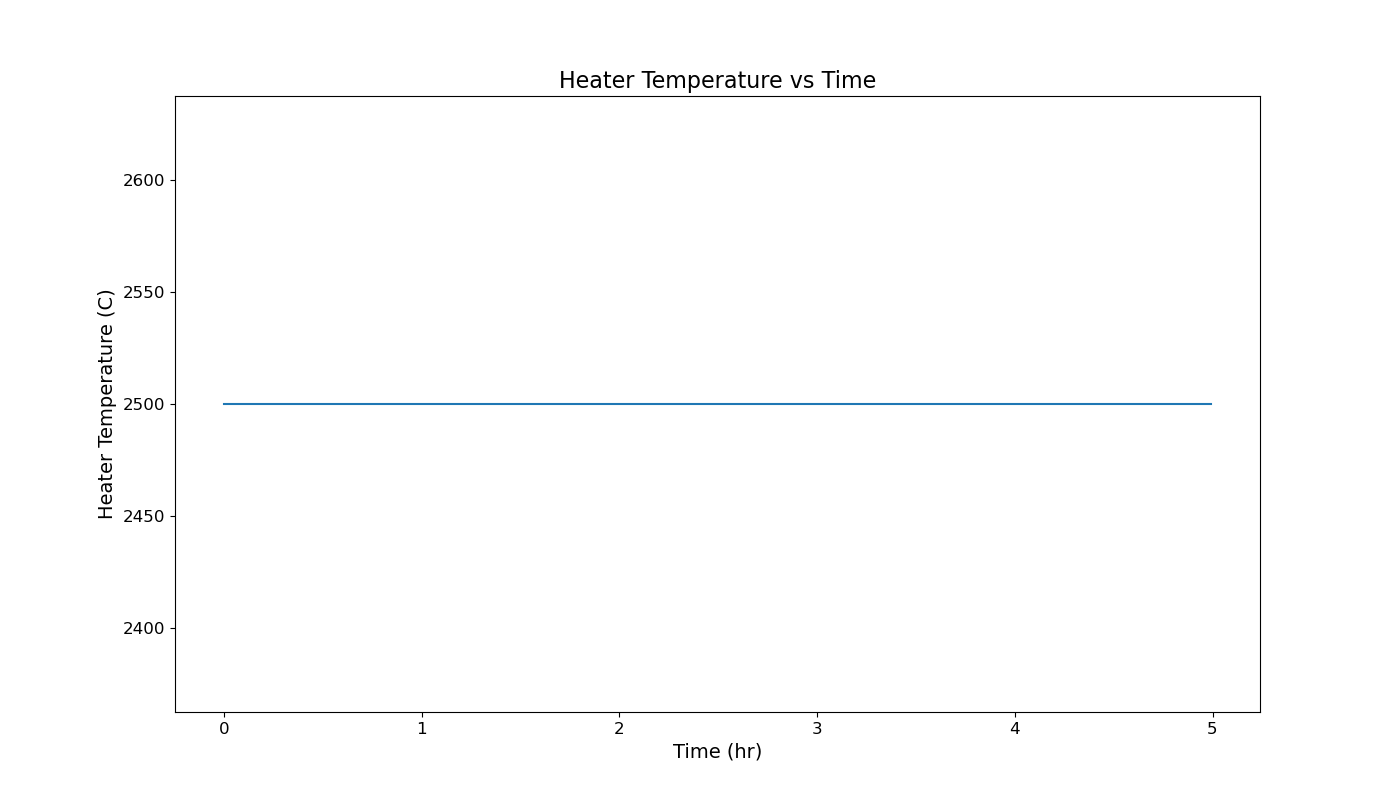 Heater Temperature vs Time
Heater Temperature (C)
2600
2550
2500
2450
2400
0 1 2 3 4 5
Time (hr)